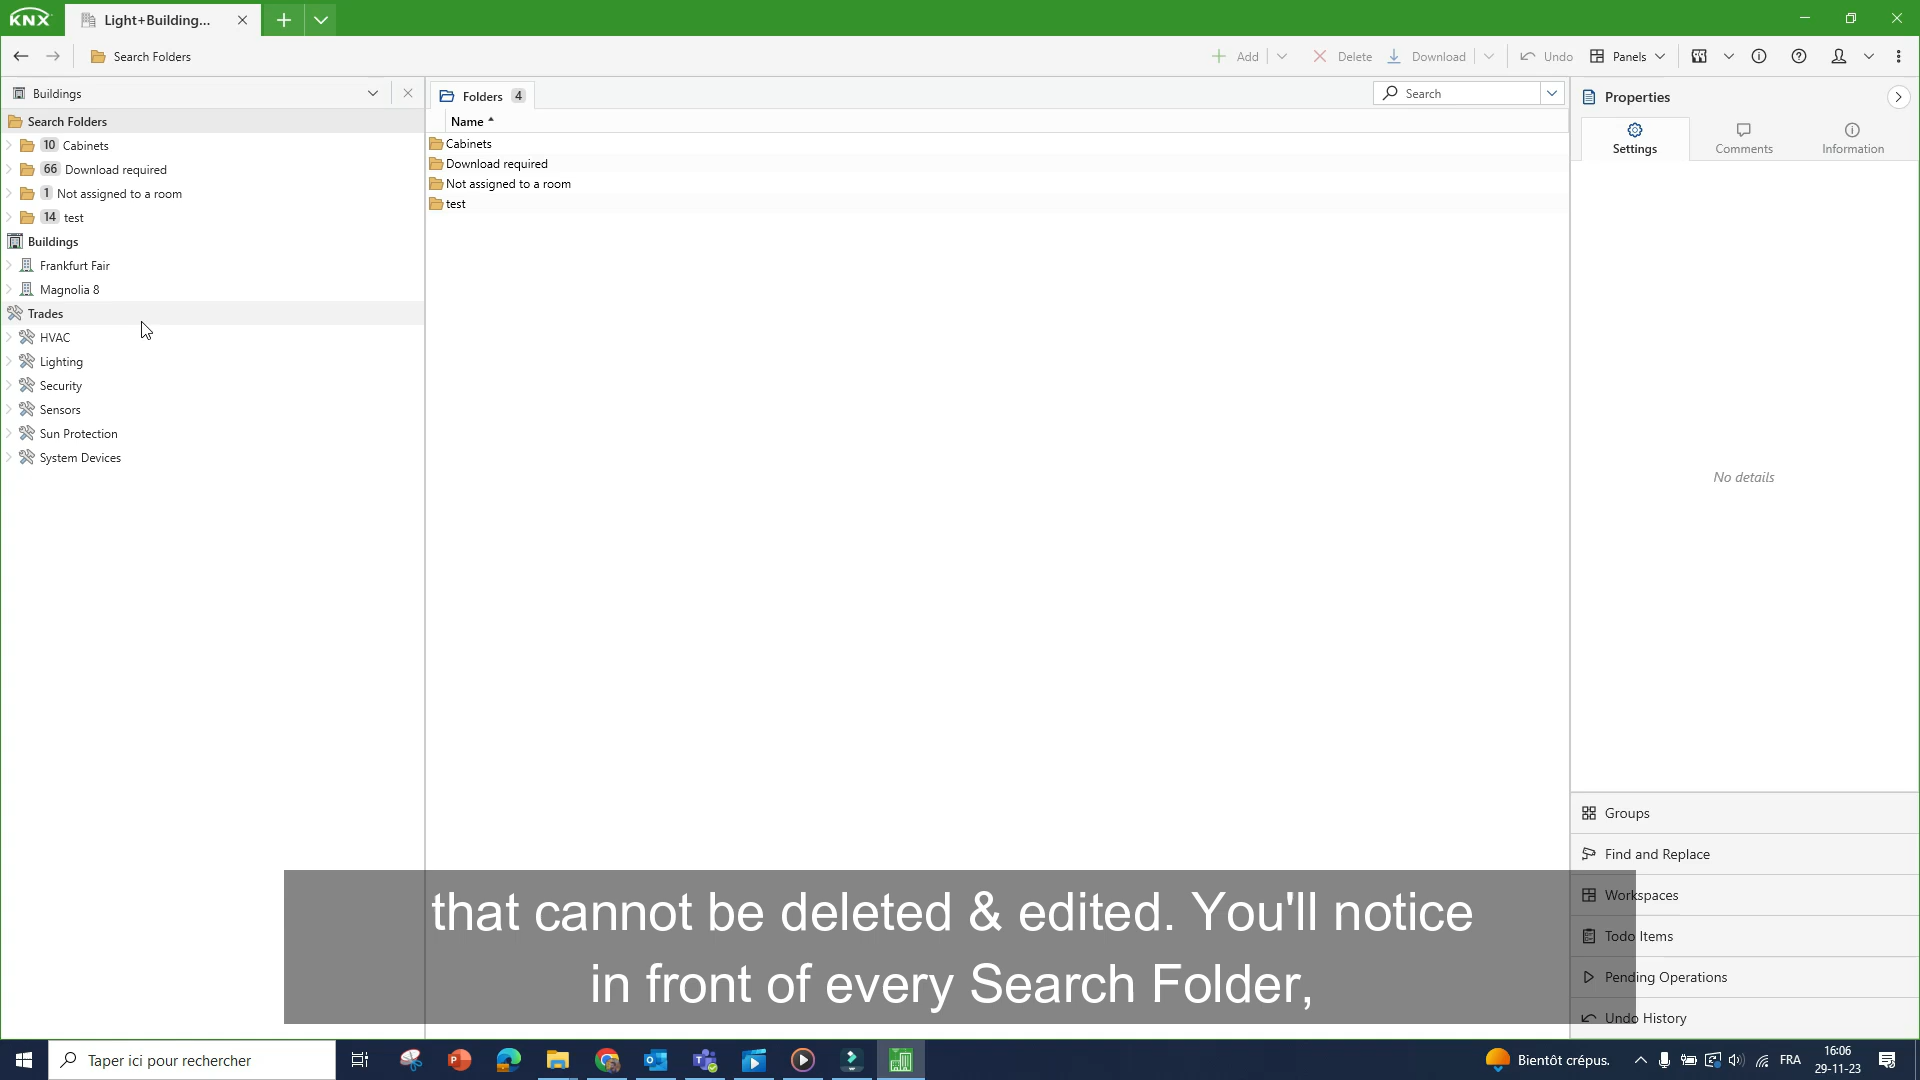 KNX
Light+Building...
Search Folders
Add
Delete
Download
Undo
Panels
Buildings
Search Folders
10 Cabinets
66 Download required
1 Not assigned to a room
14 test
Buildings
Frankfurt Fair
Magnolia 8
Trades
HVAC
Lighting
Security
Sensors
Sun Protection
System Devices
Folders 4
Search
Name
Cabinets
Download required
Not assigned to a room
test
Properties
Settings
Comments
Information
No details
Groups
Find and Replace
Workspaces
Todo Items
Pending Operations
Undo History
that cannot be deleted & edited. You'll notice
in front of every Search Folder,
Taper ici pour rechercher
Bientôt crépus.
FRA
16:06
29-11-23